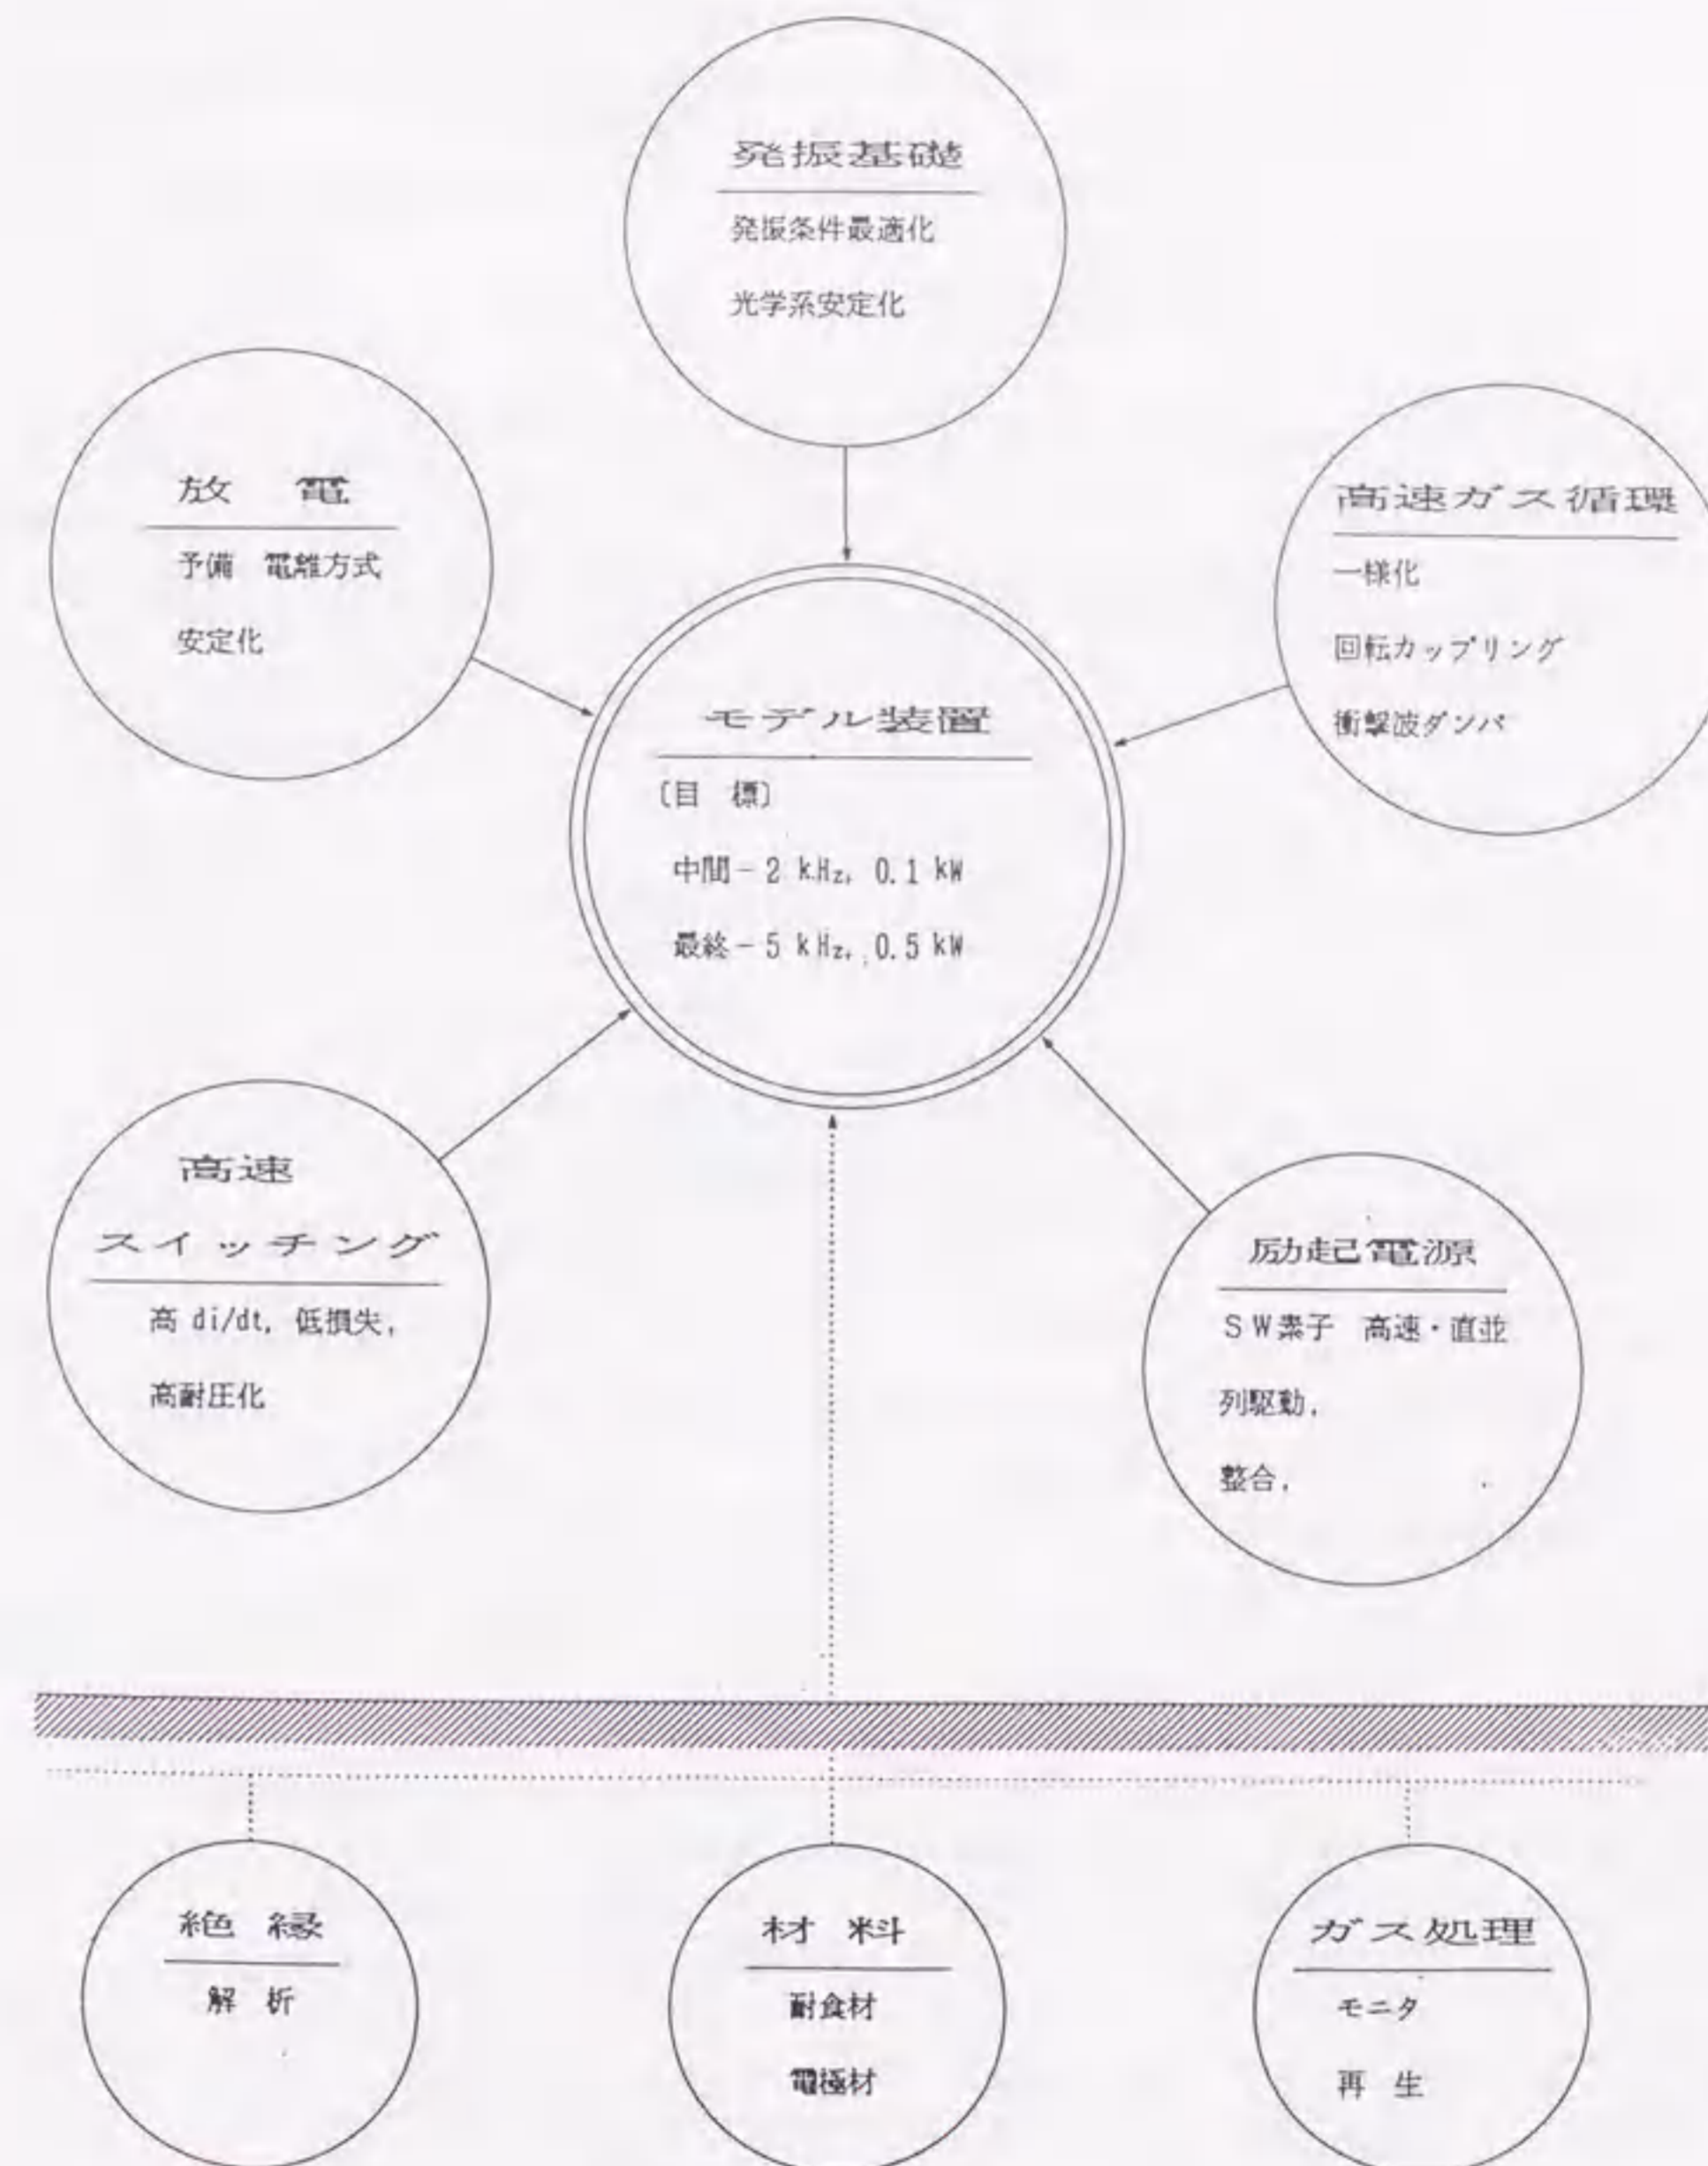 発振基礎
発振条件最適化
光学系安定化
放　電
予備　電離方式
安定化
高速ガス循環
一様化
回転カップリング
衝撃波ダンパ
モデル装置
〔目　標〕
中間－2 kHz, 0.1 kW
最終－5 kHz, 0.5 kW
高速
スイッチング
高 di/dt, 低損失,
高耐圧化
励起電源
ＳＷ素子　高速・直並
列駆動,
整合,
絶　縁
解　析
材　料
耐食材
電極材
ガス処理
モニタ
再　生